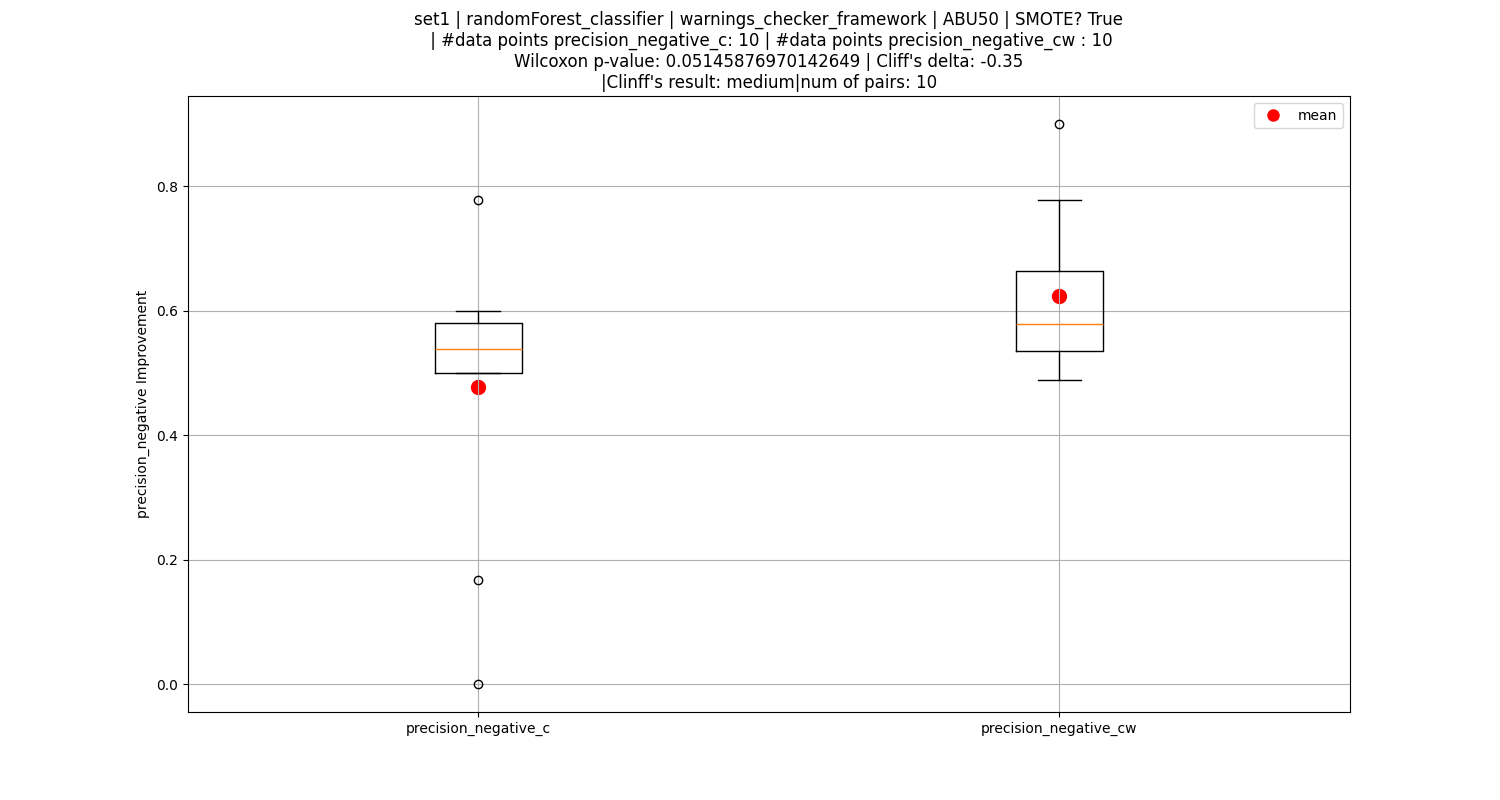 set1 | randomForest_classifier | warnings_checker_framework | ABU50 | SMOTE? True
| #data points precision_negative_c: 10 | #data points precision_negative_cw : 10
Wilcoxon p-value: 0.05145876970142649 | Cliff's delta: -0.35
|Clinff's result: medium|num of pairs: 10
mean
0.8
0.6
0.4
0.2
0.0
precision_negative Improvement
precision_negative_c
precision_negative_cw